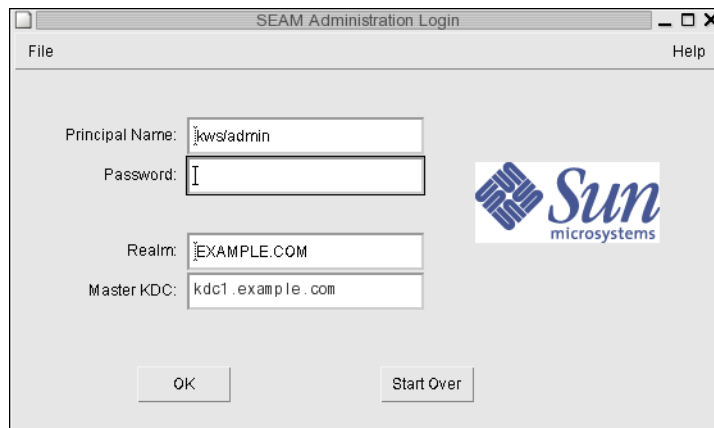 SEAM Administration Login
File Help
Principal Name: kws/admin
Password:
Sun
microsystems
Realm: EXAMPLE.COM
Master KDC: kdc1.example.com
OK Start Over